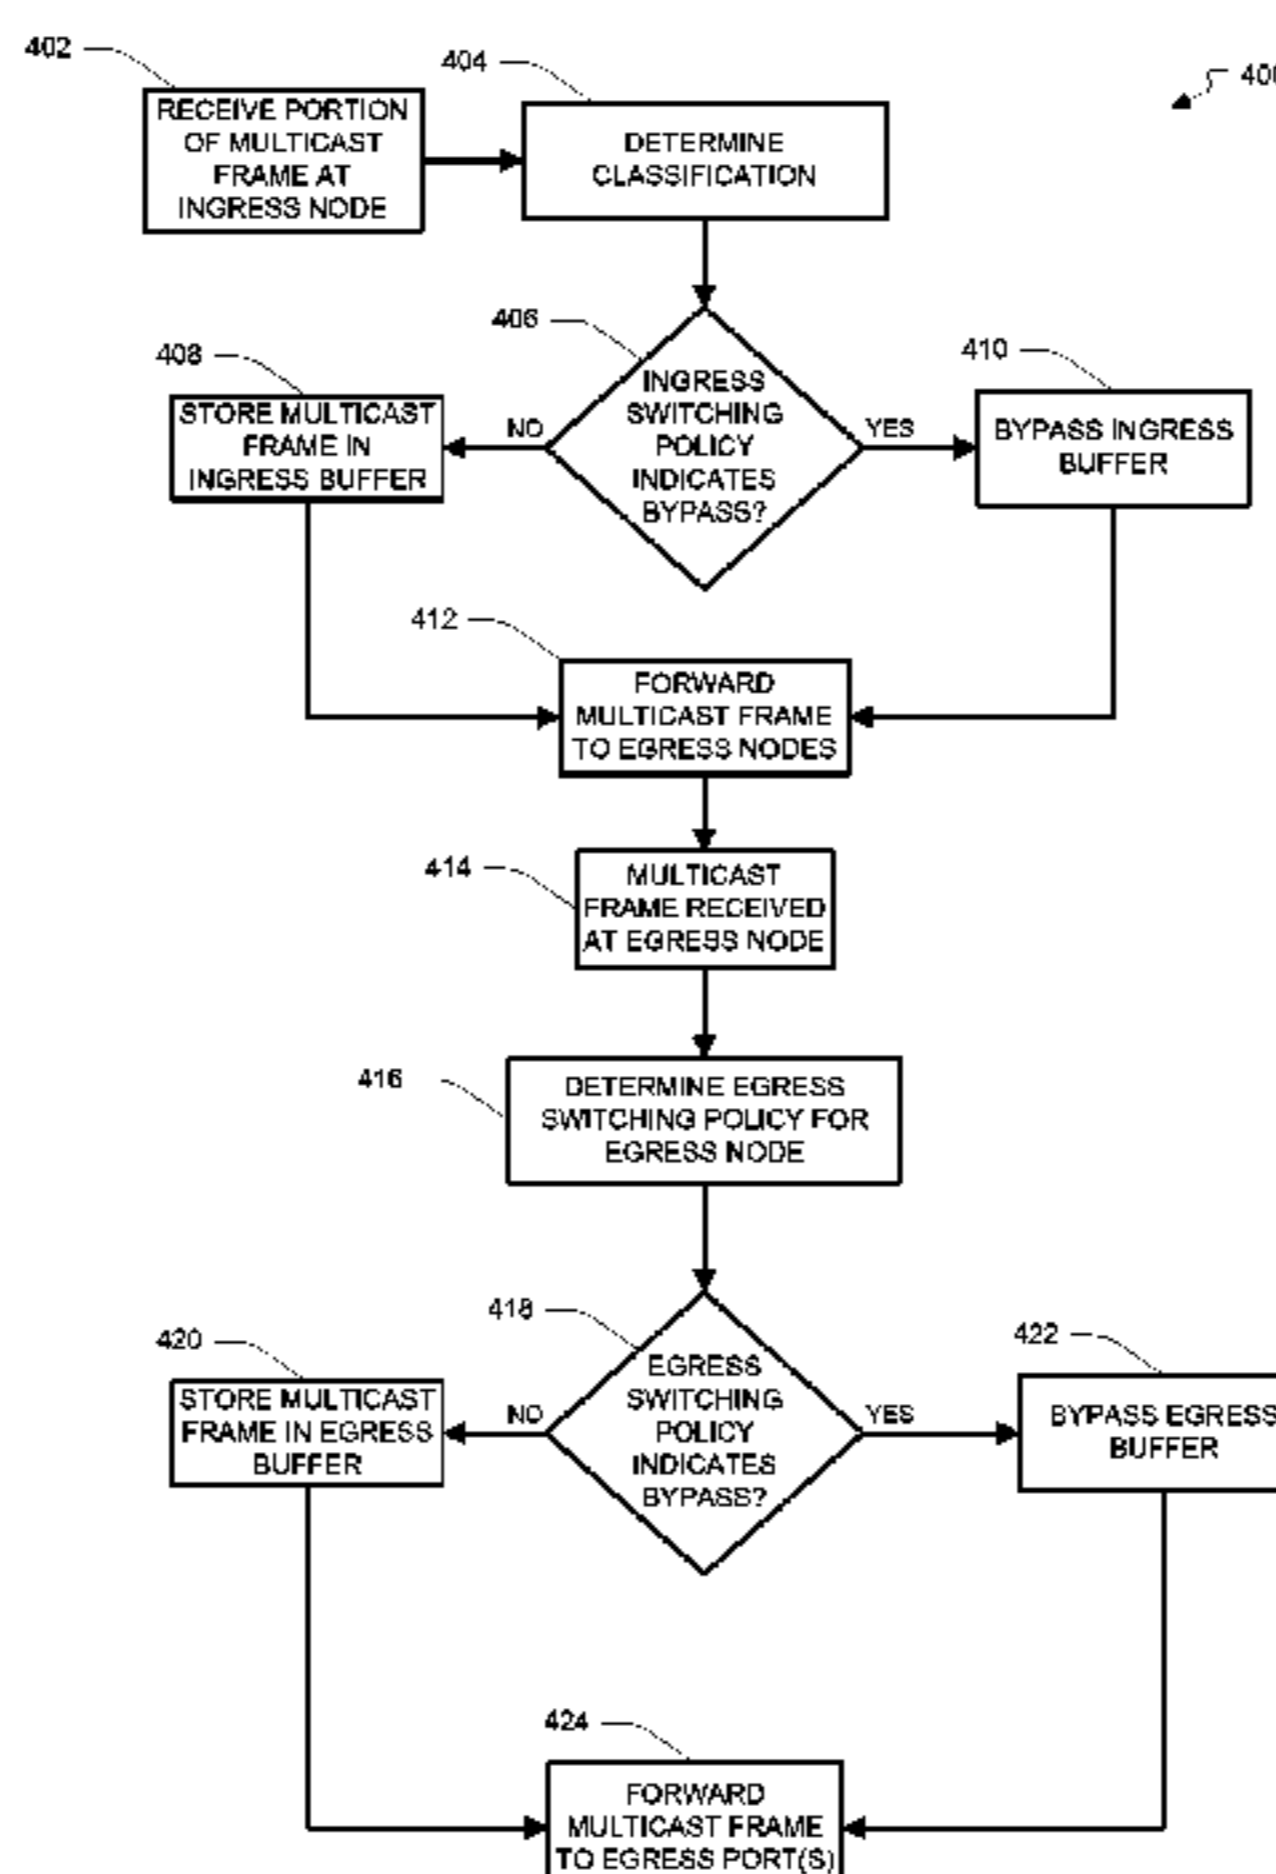 402
404
400
RECEIVE PORTION
OF MULTICAST
FRAME AT
INGRESS NODE
DETERMINE
CLASSIFICATION
406
408
410
INGRESS
SWITCHING
POLICY
INDICATES
BYPASS?
STORE MULTICAST
FRAME IN
INGRESS BUFFER
NO
YES
BYPASS INGRESS
BUFFER
412
FORWARD
MULTICAST FRAME
TO EGRESS NODES
414
MULTICAST
FRAME RECEIVED
AT EGRESS NODE
416
DETERMINE EGRESS
SWITCHING POLICY FOR
EGRESS NODE
418
420
422
EGRESS
SWITCHING
POLICY
INDICATES
BYPASS?
STORE MULTICAST
FRAME IN EGRESS
BUFFER
NO
YES
BYPASS EGRESS
BUFFER
424
FORWARD
MULTICAST FRAME
TO EGRESS PORT(S)